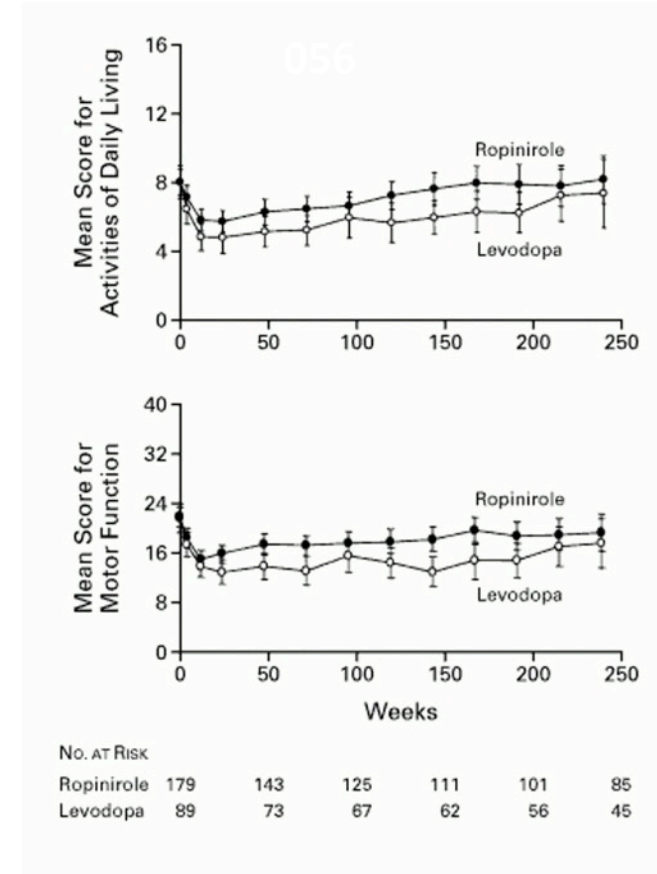 056
16
12
8
4
0
Mean Score for
Activities of Daily Living
Ropinirole
Levodopa
0 50 100 150 200 250
40
32
24
16
8
0
Mean Score for
Motor Function
Ropinirole
Levodopa
0 50 100 150 200 250
Weeks
No. at Risk
Ropinirole 179 143 125 111 101 85
Levodopa 89 73 67 62 56 45